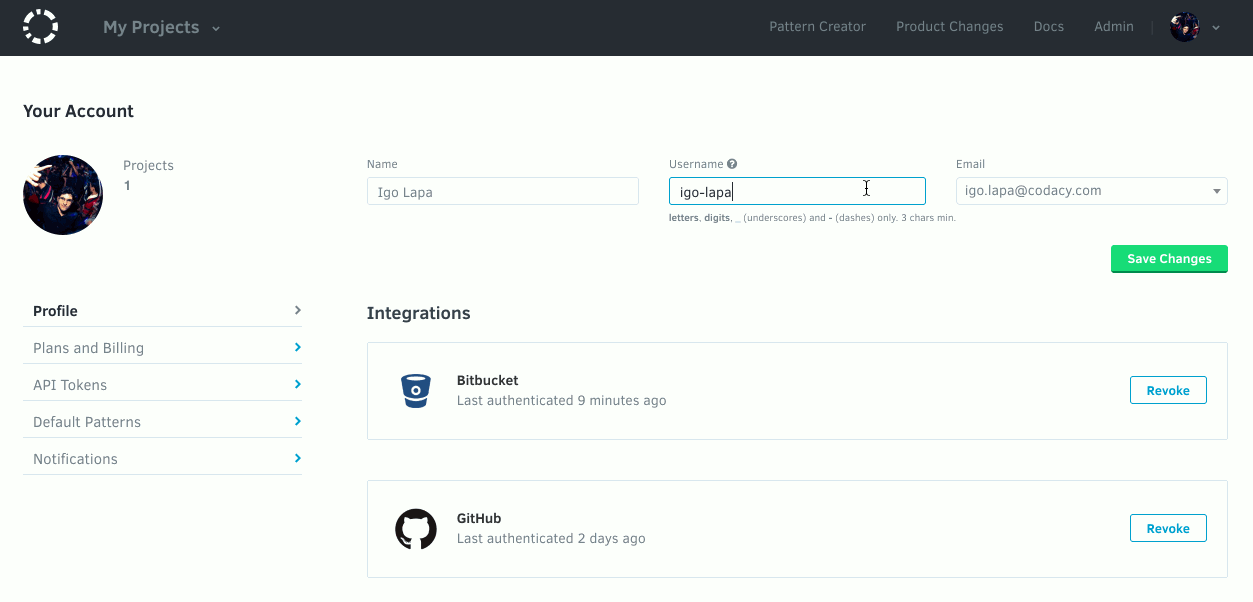 My Projects
Pattern Creator
Product Changes
Docs
Admin
Your Account
Projects
1
Name
Igo Lapa
Username
igo-lapa
letters, digits, _ (underscores) and - (dashes) only. 3 chars min.
Email
igo.lapa@codacy.com
Save Changes
Profile
Plans and Billing
API Tokens
Default Patterns
Notifications
Integrations
Bitbucket
Last authenticated 9 minutes ago
Revoke
GitHub
Last authenticated 2 days ago
Revoke